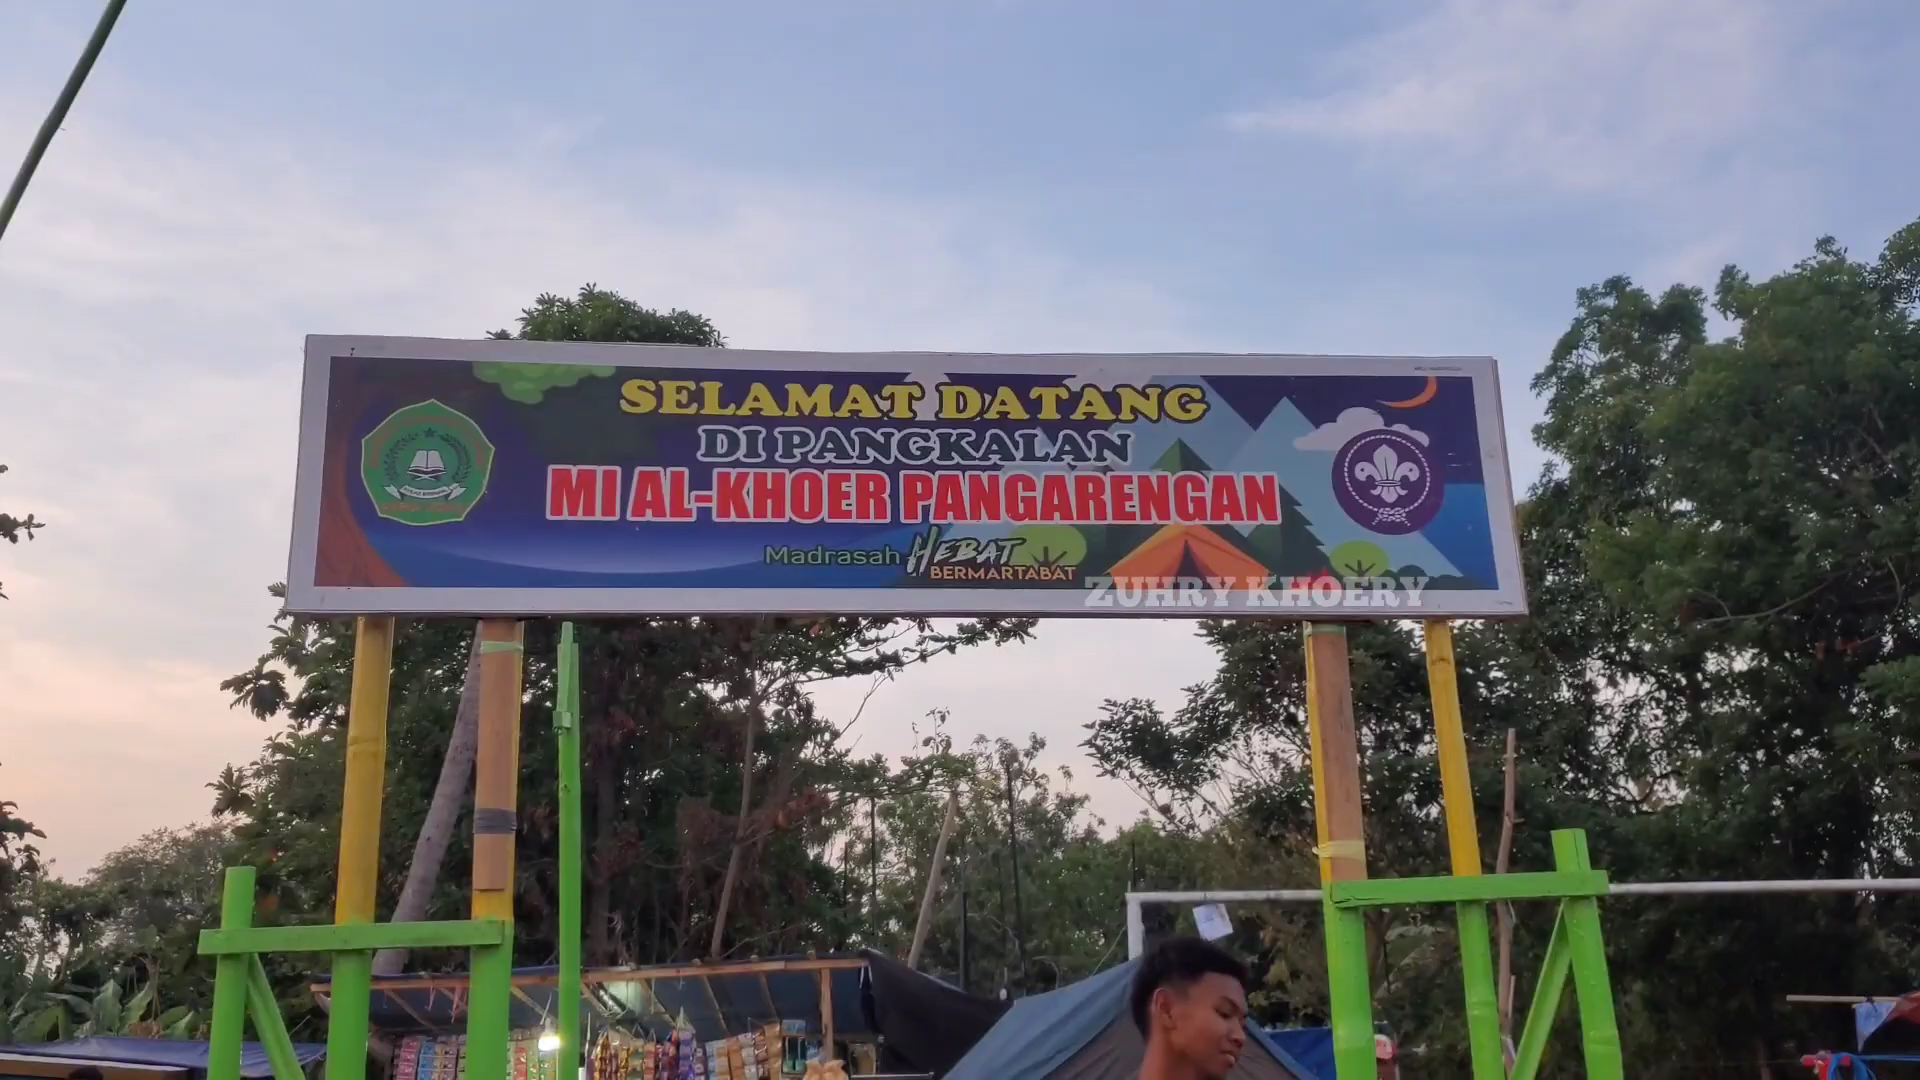 SELAMAT DATANG
DI PANGKALAN
MI AL-KHOER PANGARENGAN
Madrasah HEBAT
BERMARTABAT
ZUHRY KHOERY